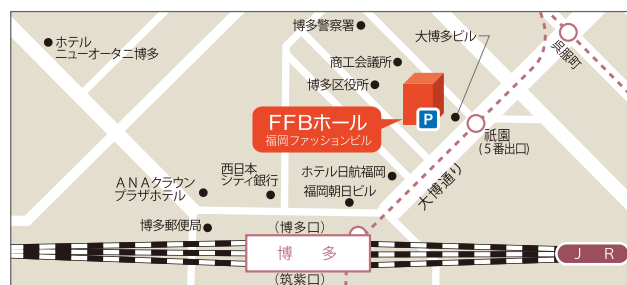 博多警察署
大博多ビル
ホテル
ニューオータニ博多
商工会議所
呉服町
博多区役所
P
FFBホール
福岡ファッションビル
祇園
(5番出口)
西日本
シティ銀行
ホテル日航福岡
大博通り
ANAクラウン
プラザホテル
福岡朝日ビル
博多郵便局
(博多口)
博 多
JR
(筑紫口)